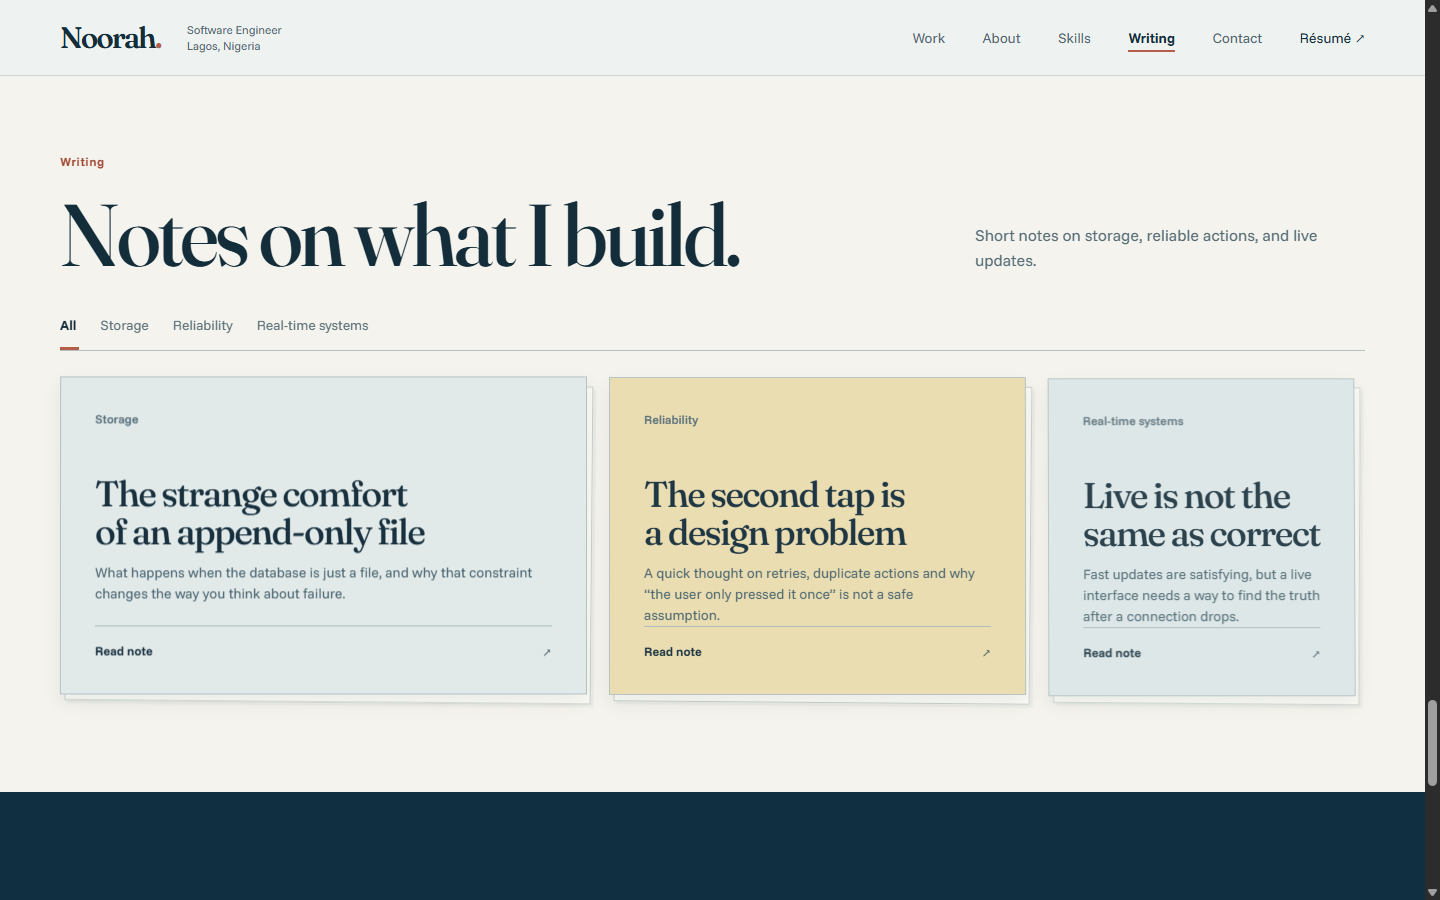 Noorah.
Software Engineer
Lagos, Nigeria
Work
About
Skills
Writing
Contact
Résumé ↗
Writing
Notes on what I build.
Short notes on storage, reliable actions, and live
updates.
All
Storage
Reliability
Real-time systems
Storage
The strange comfort
of an append-only file
What happens when the database is just a file, and why that constraint
changes the way you think about failure.
Read note ↗
Reliability
The second tap is
a design problem
A quick thought on retries, duplicate actions and why
“the user only pressed it once” is not a safe
assumption.
Read note ↗
Real-time systems
Live is not the
same as correct
Fast updates are satisfying, but a live
interface needs a way to find the truth
after a connection drops.
Read note ↗